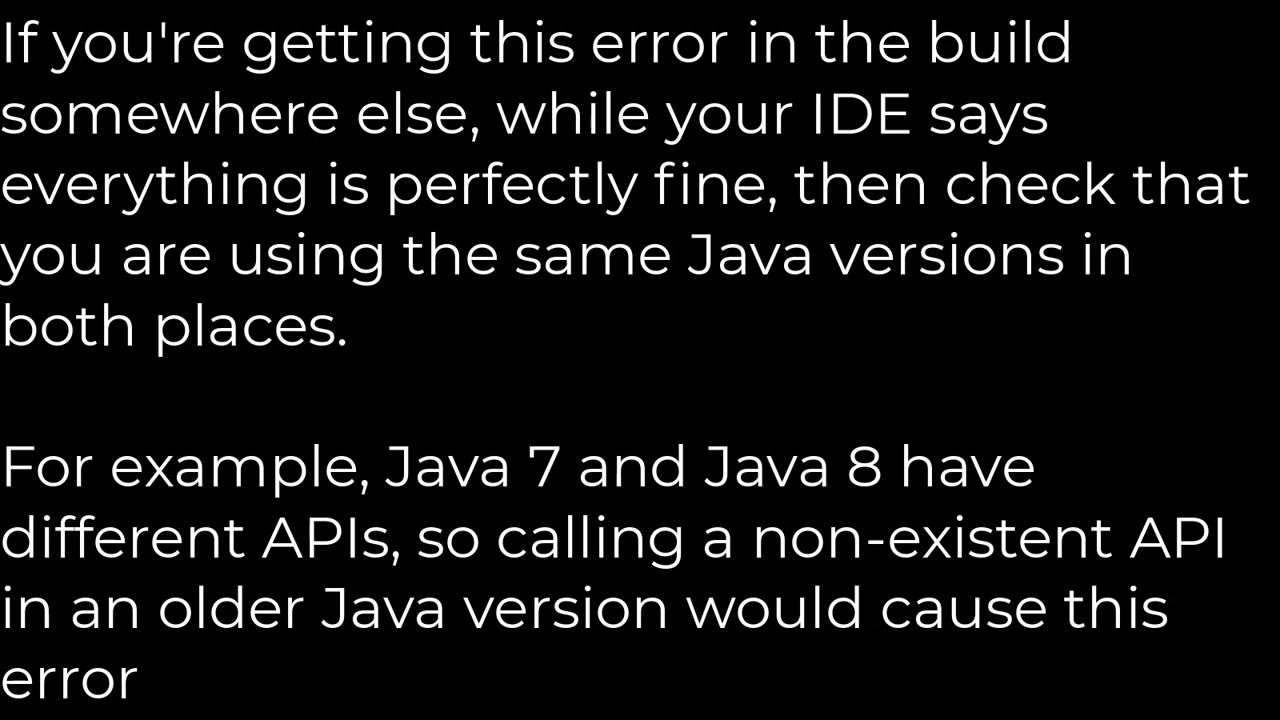 If you're getting this error in the build
somewhere else, while your IDE says
everything is perfectly fine, then check that
you are using the same Java versions in
both places.
For example, Java 7 and Java 8 have
different APIs, so calling a non-existent API
in an older Java version would cause this
error